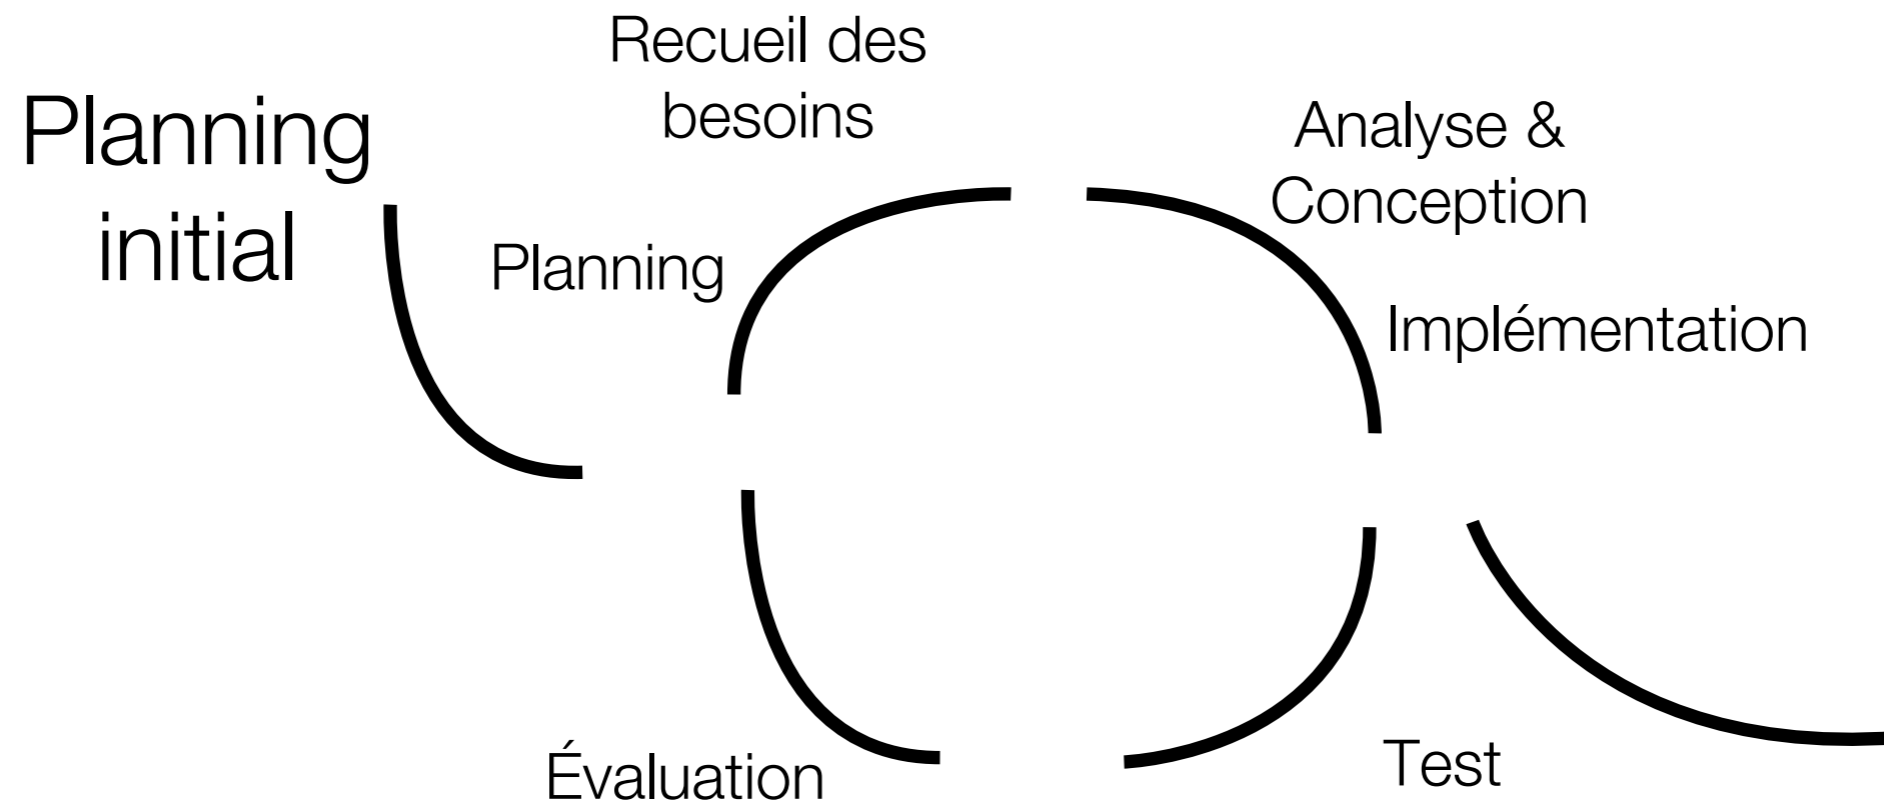 Planning
initial
Recueil des
besoins
Planning
Analyse &
Conception
Implémentation
Évaluation
Test